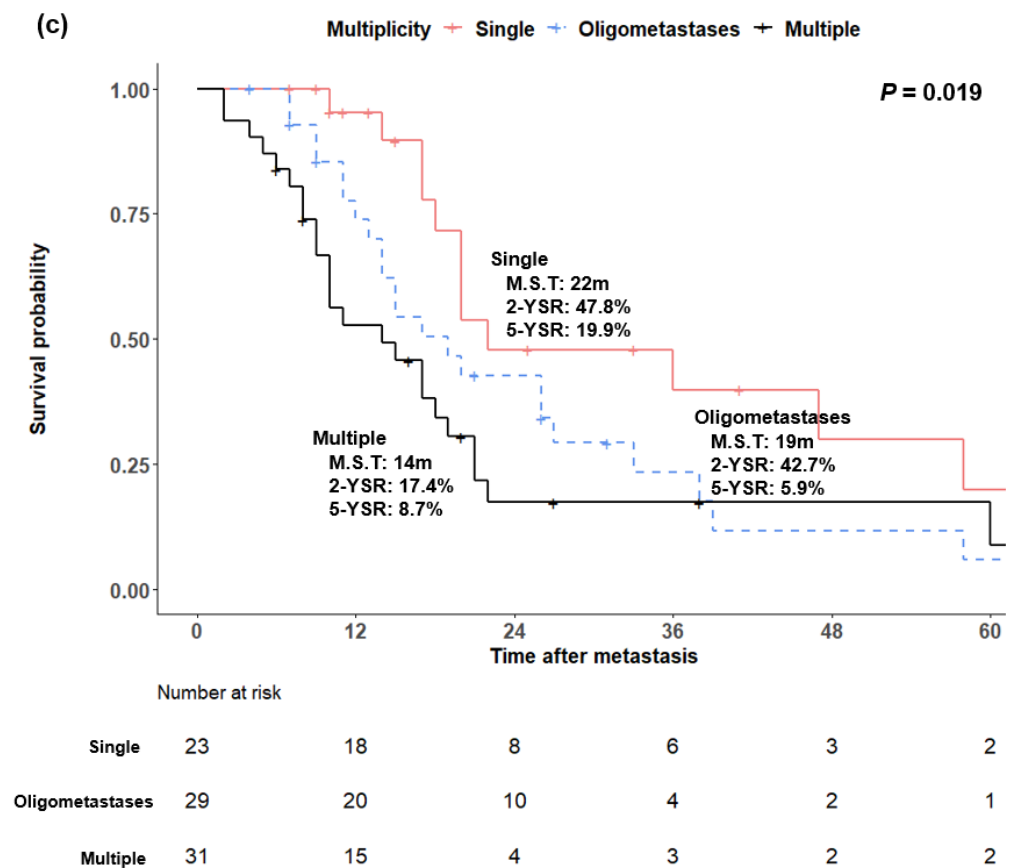 (c)
Multiplicity Single Oligometastases Multiple
P = 0.019
Survival probability
1.00
0.75
0.50
0.25
0.00
Single
M.S.T: 22m
2-YSR: 47.8%
5-YSR: 19.9%
Oligometastases
M.S.T: 19m
2-YSR: 42.7%
5-YSR: 5.9%
Multiple
M.S.T: 14m
2-YSR: 17.4%
5-YSR: 8.7%
0 12 24 36 48 60
Time after metastasis
Number at risk
Single 23 18 8 6 3 2
Oligometastases 29 20 10 4 2 1
Multiple 31 15 4 3 2 2